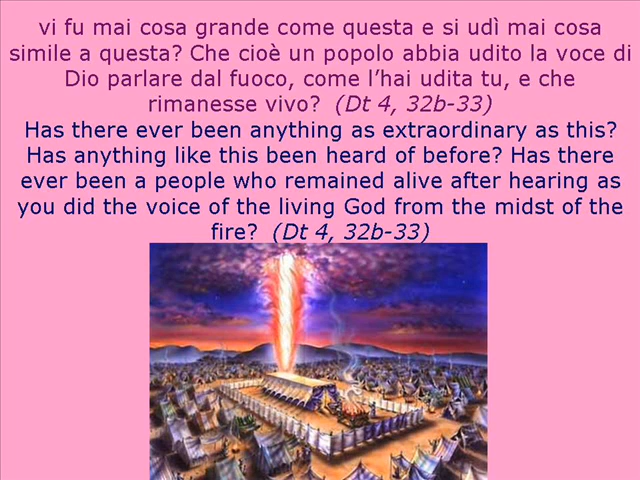 vi fu mai cosa grande come questa e si udì mai cosa
simile a questa? Che cioè un popolo abbia udito la voce di
Dio parlare dal fuoco, come l’hai udita tu, e che
rimanesse vivo?  (Dt 4, 32b-33)
Has there ever been anything as extraordinary as this?
Has anything like this been heard of before? Has there
ever been a people who remained alive after hearing as
you did the voice of the living God from the midst of the
fire?  (Dt 4, 32b-33)